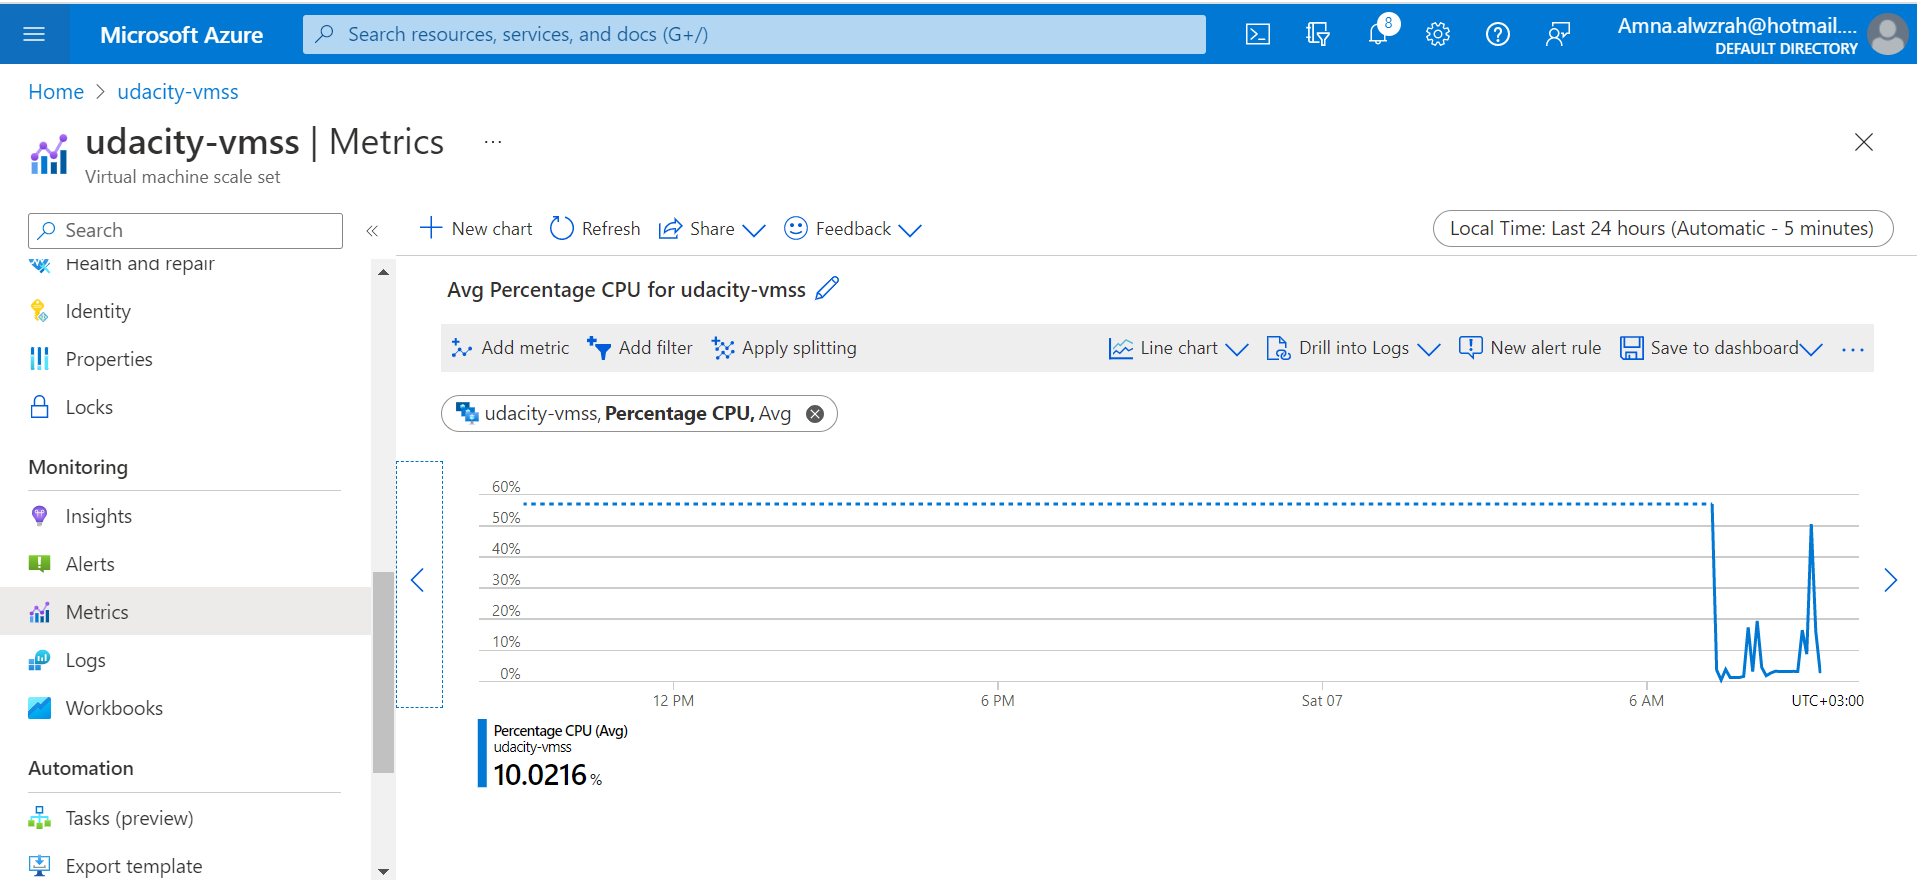 Microsoft Azure
Search resources, services, and docs (G+/)
8
Amna.alwzrah@hotmail....
DEFAULT DIRECTORY
Home > udacity-vmss
udacity-vmss | Metrics ...
Virtual machine scale set
Search
«
Health and repair
Identity
Properties
Locks
Monitoring
Insights
Alerts
Metrics
Logs
Workbooks
Automation
Tasks (preview)
Export template
New chart Refresh Share Feedback
Local Time: Last 24 hours (Automatic - 5 minutes)
Avg Percentage CPU for udacity-vmss
Add metric Add filter Apply splitting Line chart Drill into Logs New alert rule Save to dashboard ...
udacity-vmss, Percentage CPU, Avg
60%
50%
40%
30%
20%
10%
0%
12 PM 6 PM Sat 07 6 AM UTC+03:00
Percentage CPU (Avg)
udacity-vmss
10.0216 %